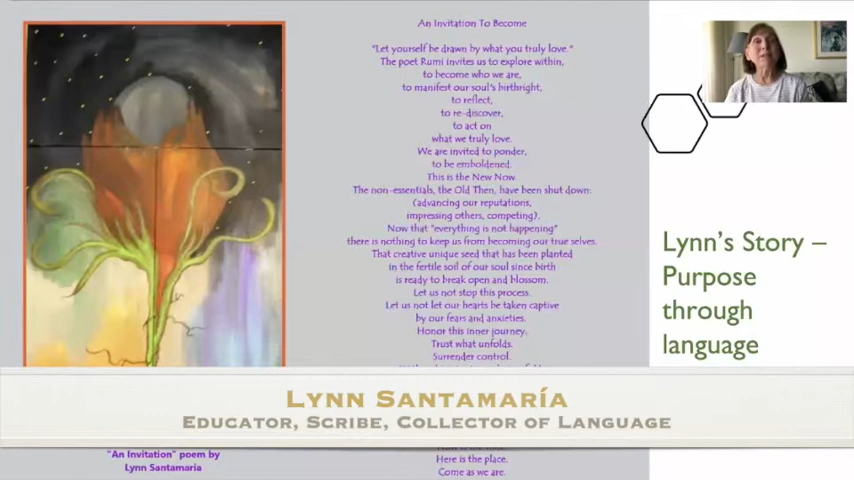 An Invitation To Become
"Let yourself be drawn by what you truly love."
The poet Rumi invites us to explore within,
to become who we are,
to manifest our soul's birthright,
to reflect,
to re-discover,
to act on
what we truly love.
We are invited to ponder,
to be emboldened.
This is the New Now.
The non-essentials, the Old Then, have been shut down:
(advancing our reputations,
impressing others, competing).
Now that "everything is not happening"
there is nothing to keep us from becoming our true selves.
That creative unique seed that has been planted
in the fertile soil of our soul since birth
is ready to break open and blossom.
Let us not stop this process.
Let us not let our hearts be taken captive
by our fears and anxieties.
Honor this inner journey.
Trust what unfolds.
Surrender control.
Here is the place.
Come as we are.
"An Invitation" poem by
Lynn Santamaria
Lynn's Story –
Purpose
through
language
Lynn Santamaría
Educator, Scribe, Collector of Language